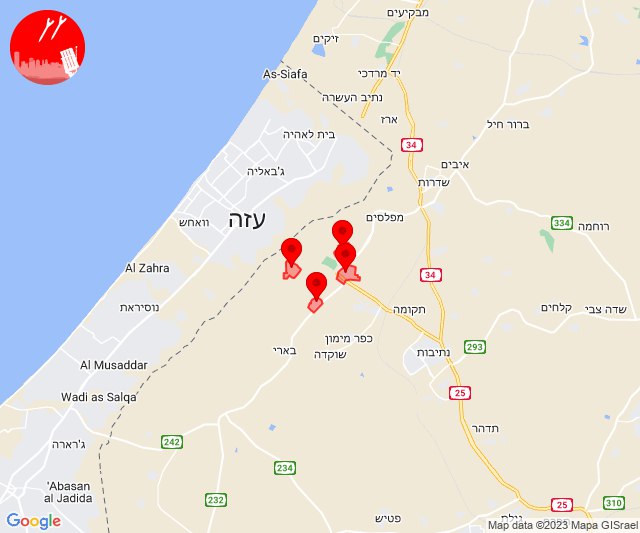 מבקיעים
זיקים
As-Siafa
יד מרדכי
נתיב העשרה
ארז
ברור חיל
בית לאהיה
34
איבים
ג'באליה
שדרות
מפלסים
וואחש
עזה
334
רוחמה
Al Zahra
34
נוסיראת
תקומה
קלחים
שדה צבי
כפר מימון
293
בארי
שוקדה
נתיבות
Al Musaddar
Wadi as Salqa
25
תדהר
ג'רארה
242
234
'Abasan
al Jadida
232
25
310
פטיש
גילת
Google
Map data ©2023 Mapa GISrael